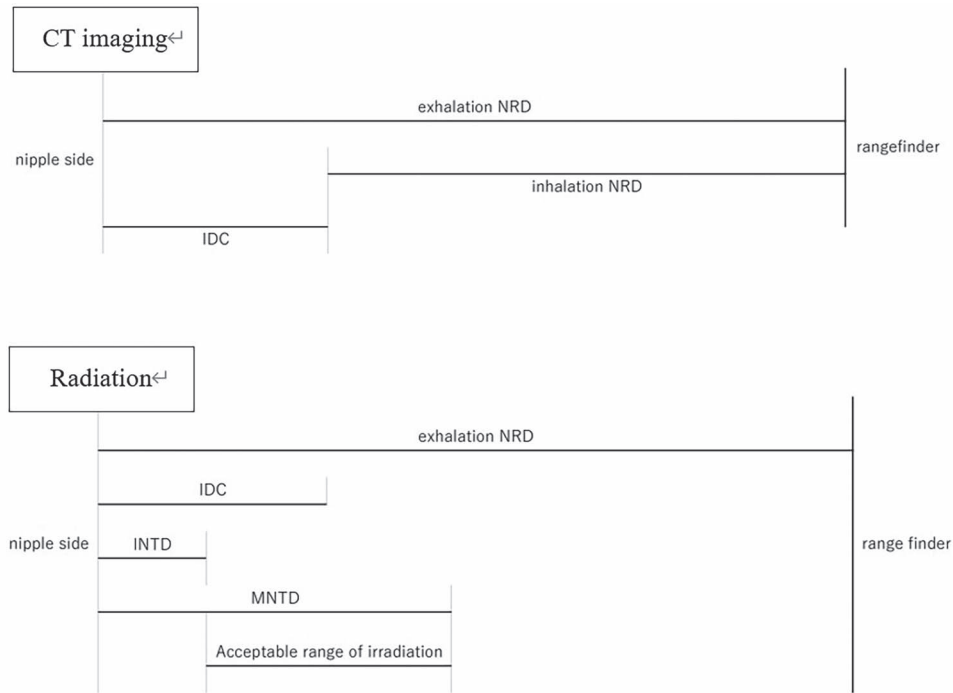 CT imaging↵
exhalation NRD
nipple side
rangefinder
inhalation NRD
IDC
Radiation↵
exhalation NRD
IDC
nipple side
INTD
range finder
MNTD
Acceptable range of irradiation